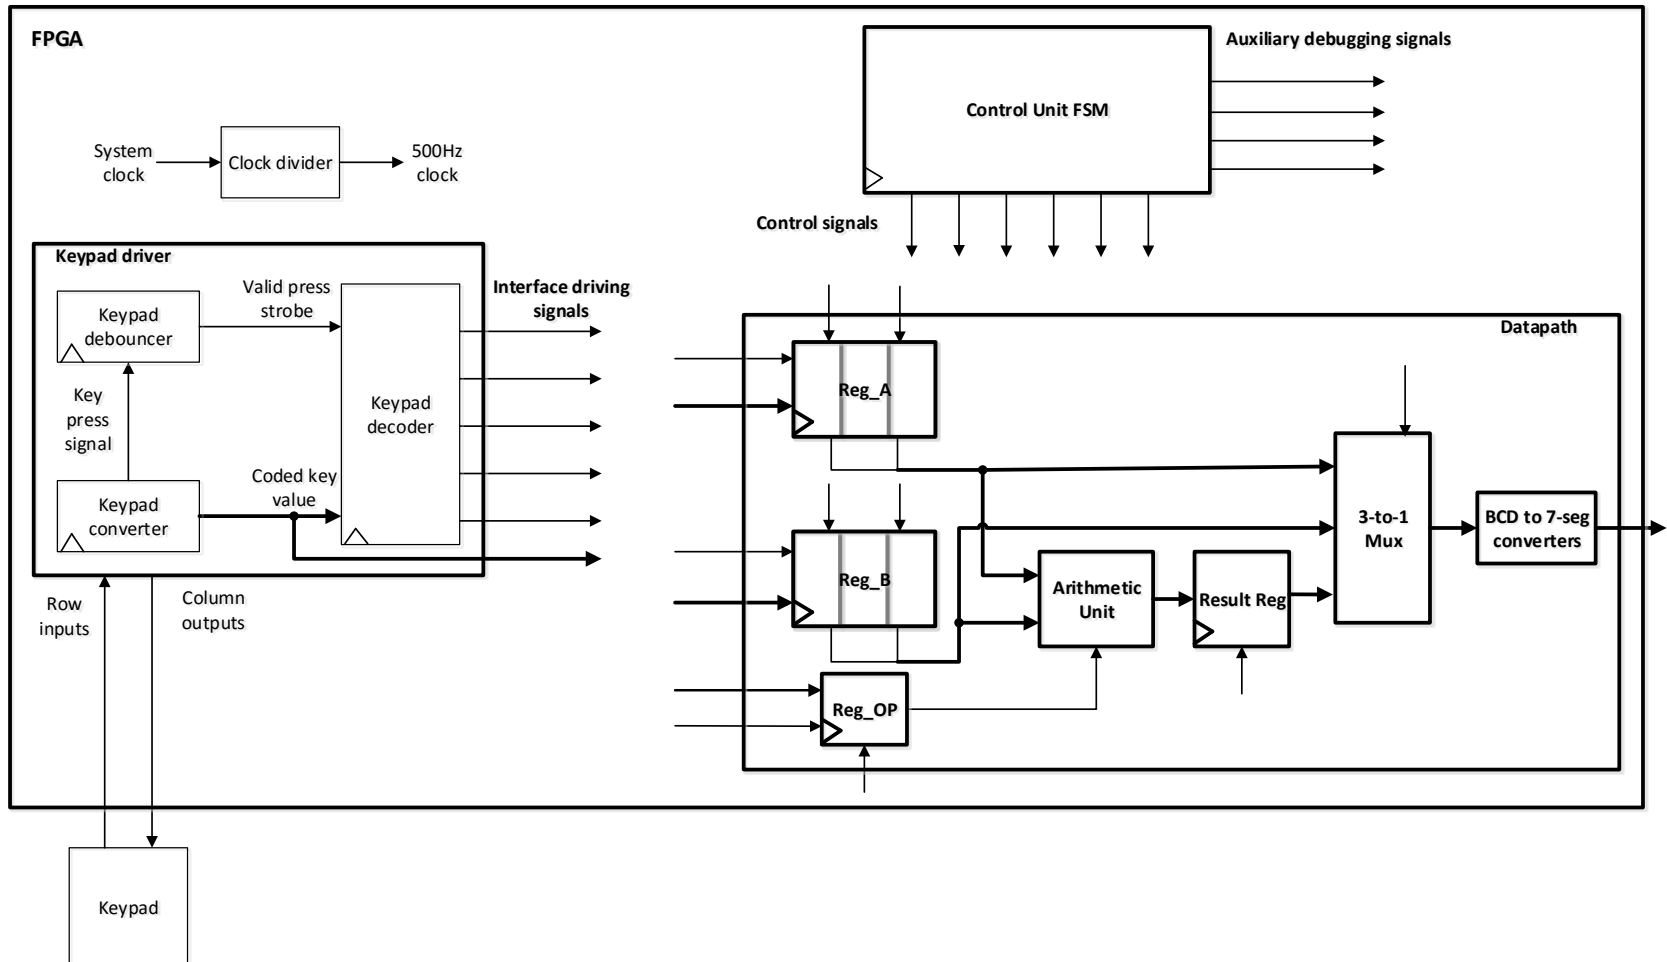 FPGA
Auxiliary debugging signals
Control Unit FSM
System
clock
Clock divider
500Hz
clock
Control signals
Keypad driver
Valid press
strobe
Interface driving
signals
Keypad
debouncer
Datapath
Key
press
signal
Keypad
decoder
Reg_A
Coded key
value
Keypad
converter
3-to-1
Mux
BCD to 7-seg
converters
Reg_B
Arithmetic
Unit
Result Reg
Row
inputs
Column
outputs
Reg_OP
Keypad